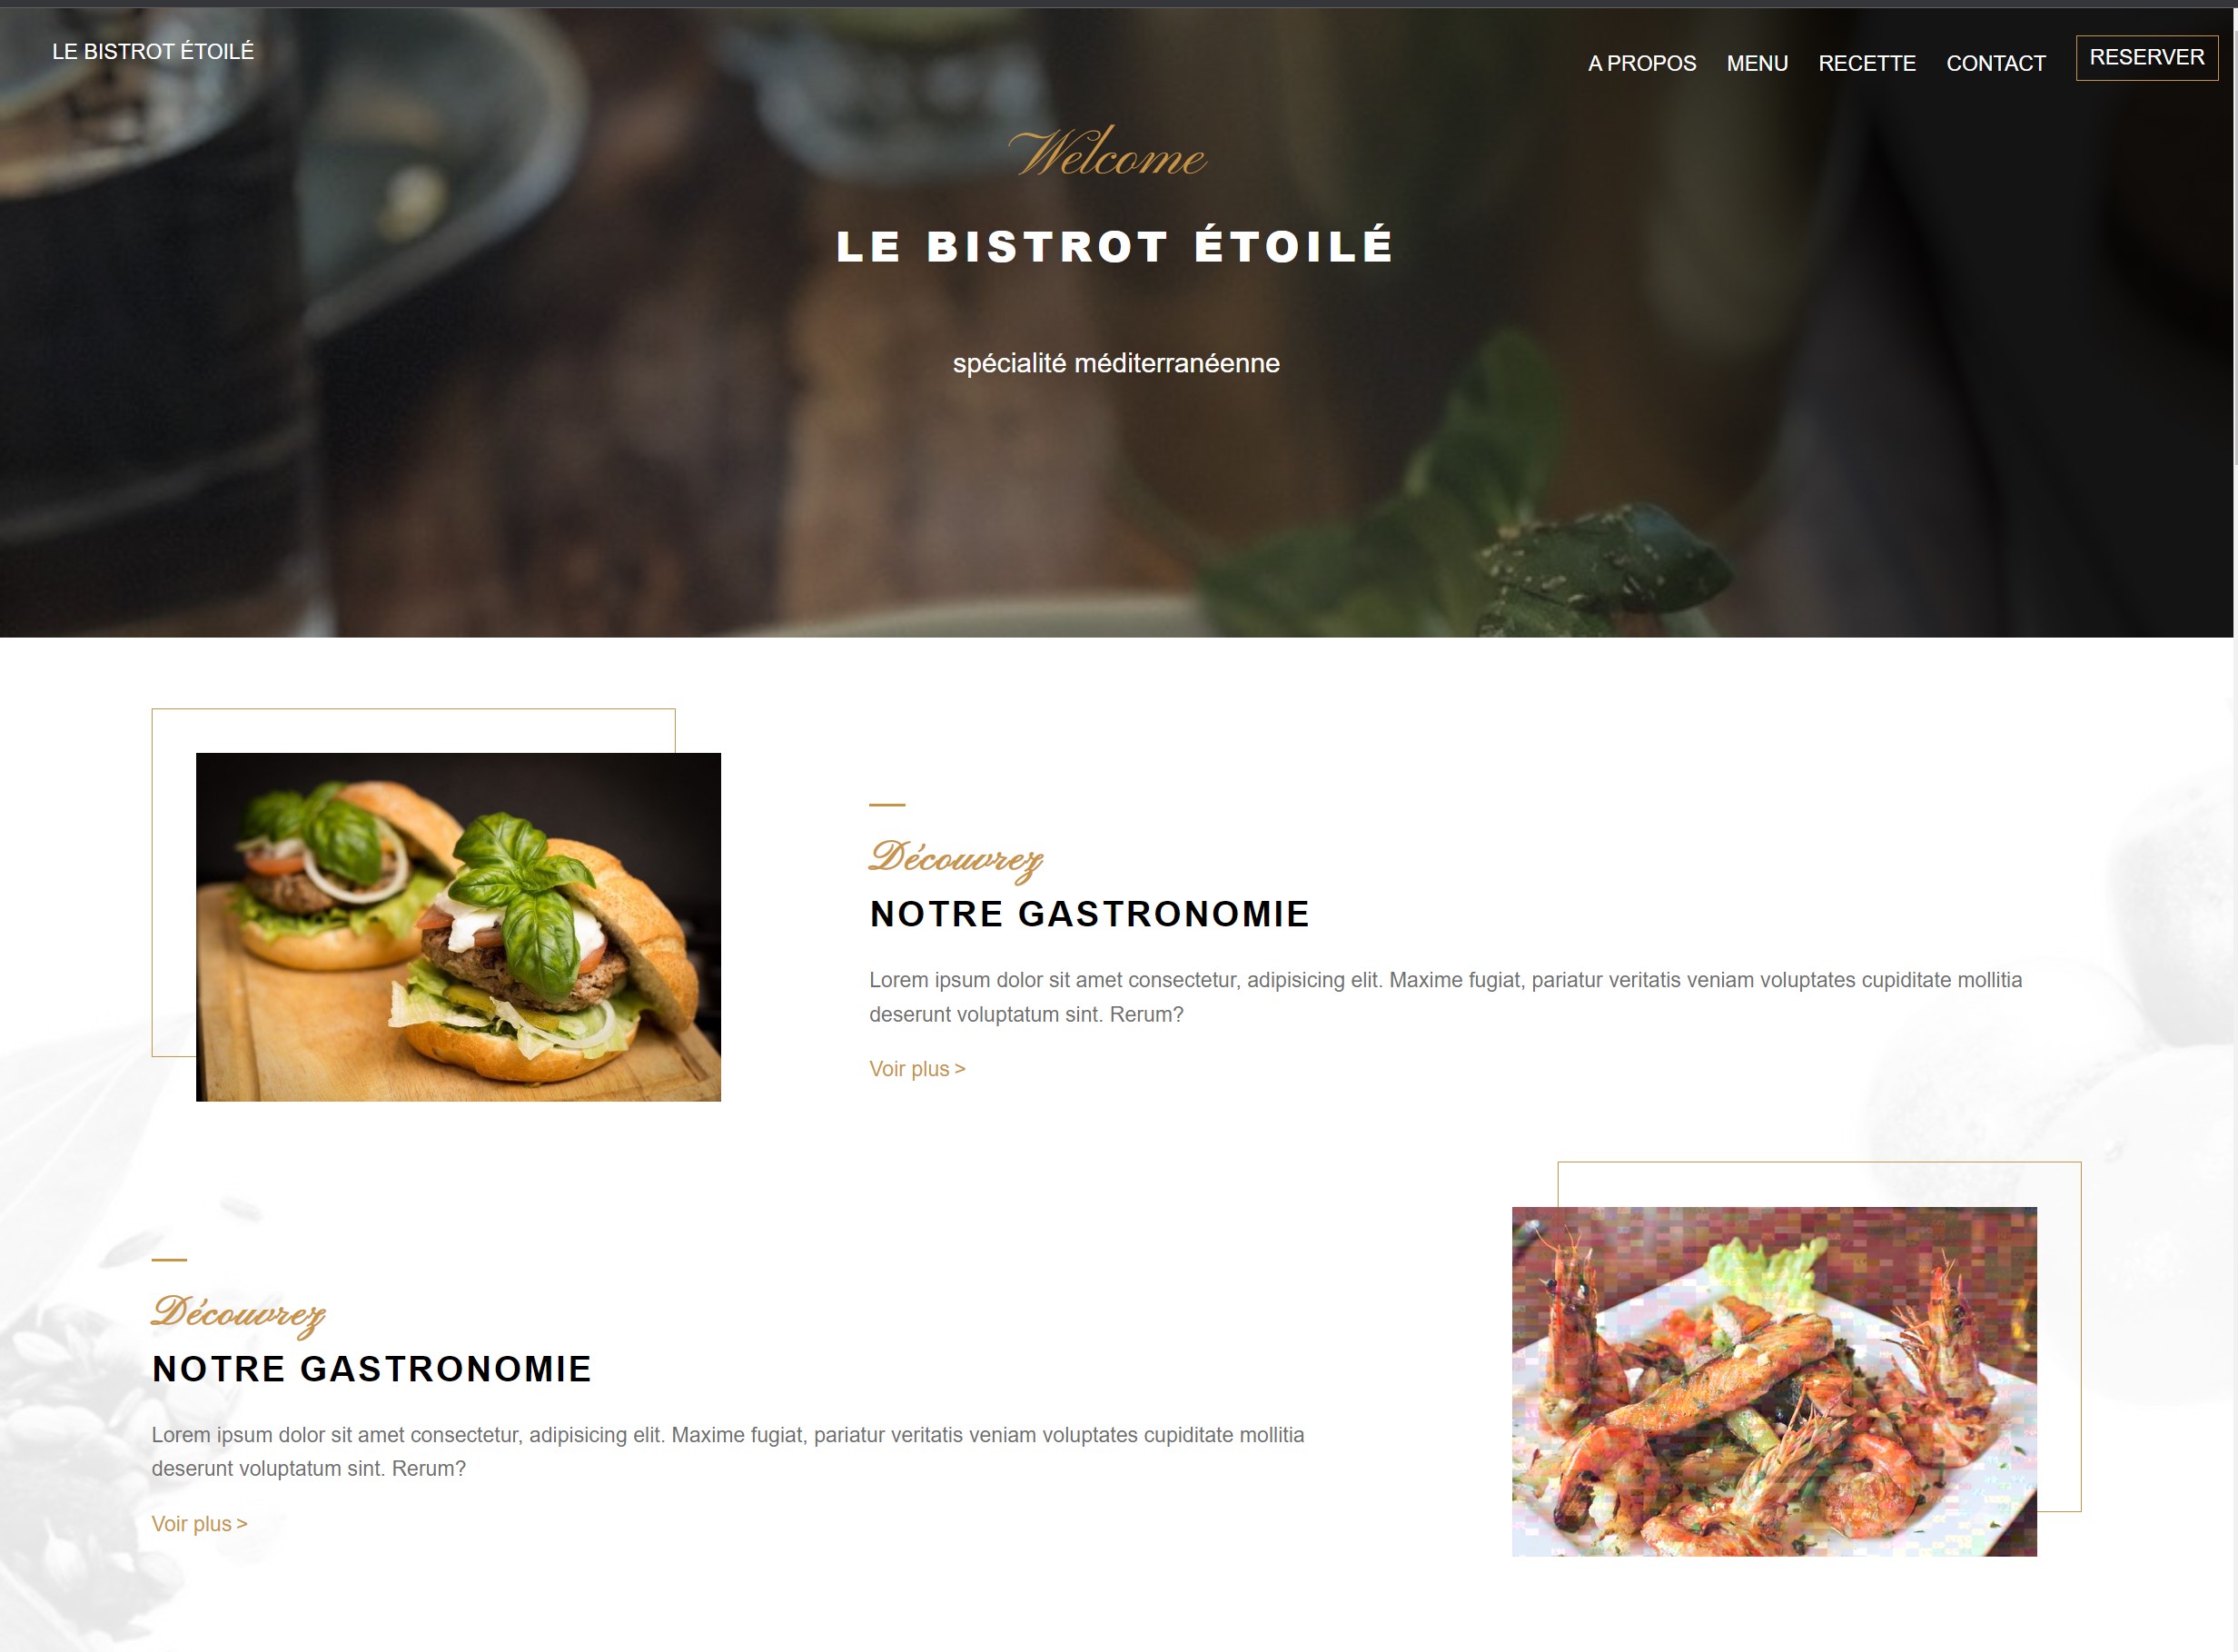 LE BISTROT ÉTOILÉ
A PROPOS MENU RECETTE CONTACT RESERVER
Welcome
LE BISTROT ÉTOILÉ
spécialité méditerranéenne
Découvrez
NOTRE GASTRONOMIE
Lorem ipsum dolor sit amet consectetur, adipisicing elit. Maxime fugiat, pariatur veritatis veniam voluptates cupiditate mollitia
deserunt voluptatum sint. Rerum?
Voir plus >
Découvrez
NOTRE GASTRONOMIE
Lorem ipsum dolor sit amet consectetur, adipisicing elit. Maxime fugiat, pariatur veritatis veniam voluptates cupiditate mollitia
deserunt voluptatum sint. Rerum?
Voir plus >